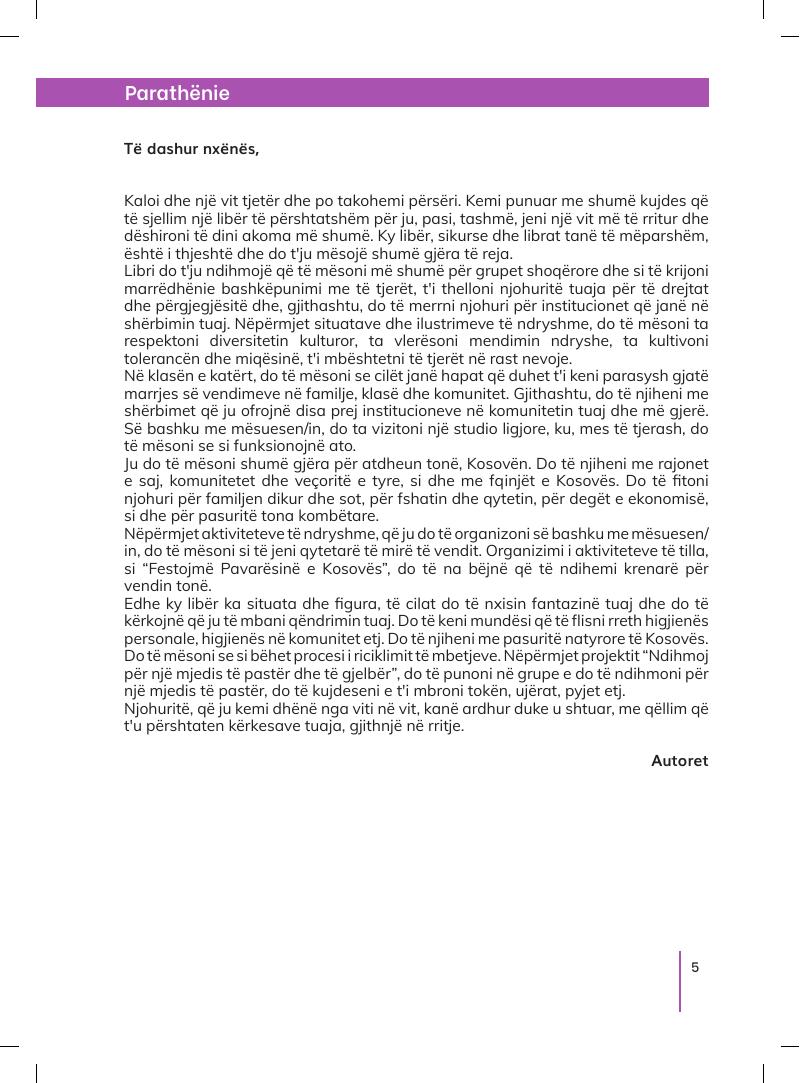 Parathënie
Të dashur nxënës,
Kaloi dhe një vit tjetër dhe po takohemi përsëri. Kemi punuar me shumë kujdes që
të sjellim një libër të përshtatshëm për ju, pasi, tashmë, jeni një vit më të rritur dhe
dëshironi të dini akoma më shumë. Ky libër, sikurse dhe librat tanë të mëparshëm,
është i thjeshtë dhe do t'ju mësojë shumë gjëra të reja.
Libri do t'ju ndihmojë që të mësoni më shumë për grupet shoqërore dhe si të krijoni
marrëdhënie bashkëpunimi me të tjerët, t'i thelloni njohuritë tuaja për të drejtat
dhe përgjegjësitë dhe, gjithashtu, do të merrni njohuri për institucionet që janë në
shërbimin tuaj. Nëpërmjet situatave dhe ilustrimeve të ndryshme, do të mësoni ta
respektoni diversitetin kulturor, ta vlerësoni mendimin ndryshe, ta kultivoni
tolerancën dhe miqësinë, t'i mbështetni të tjerët në rast nevoje.
Në klasën e katërt, do të mësoni se cilët janë hapat që duhet t'i keni parasysh gjatë
marrjes së vendimeve në familje, klasë dhe komunitet. Gjithashtu, do të njiheni me
shërbimet që ju ofrojnë disa prej institucioneve në komunitetin tuaj dhe më gjerë.
Së bashku me mësuesen/in, do ta vizitoni një studio ligjore, ku, mes të tjerash, do
të mësoni se si funksionojnë ato.
Ju do të mësoni shumë gjëra për atdheun tonë, Kosovën. Do të njiheni me rajonet
e saj, komunitetet dhe veçoritë e tyre, si dhe me fqinjët e Kosovës. Do të fitoni
njohuri për familjen dikur dhe sot, për fshatin dhe qytetin, për degët e ekonomisë,
si dhe për pasuritë tona kombëtare.
Nëpërmjet aktiviteteve të ndryshme, që ju do të organizoni së bashku me mësuesen/
in, do të mësoni si të jeni qytetarë të mirë të vendit. Organizimi i aktiviteteve të tilla,
si “Festojmë Pavarësinë e Kosovës”, do të na bëjnë që të ndihemi krenarë për
vendin tonë.
Edhe ky libër ka situata dhe figura, të cilat do të nxisin fantazinë tuaj dhe do të
kërkojnë që ju të mbani qëndrimin tuaj. Do të keni mundësi që të flisni rreth higjienës
personale, higjienës në komunitet etj. Do të njiheni me pasuritë natyrore të Kosovës.
Do të mësoni se si bëhet procesi i riciklimit të mbetjeve. Nëpërmjet projektit “Ndihmoj
për një mjedis të pastër dhe të gjelbër”, do të punoni në grupe e do të ndihmoni për
një mjedis të pastër, do të kujdeseni e t'i mbroni tokën, ujërat, pyjet etj.
Njohuritë, që ju kemi dhënë nga viti në vit, kanë ardhur duke u shtuar, me qëllim që
t'u përshtaten kërkesave tuaja, gjithnjë në rritje.
Autoret
5